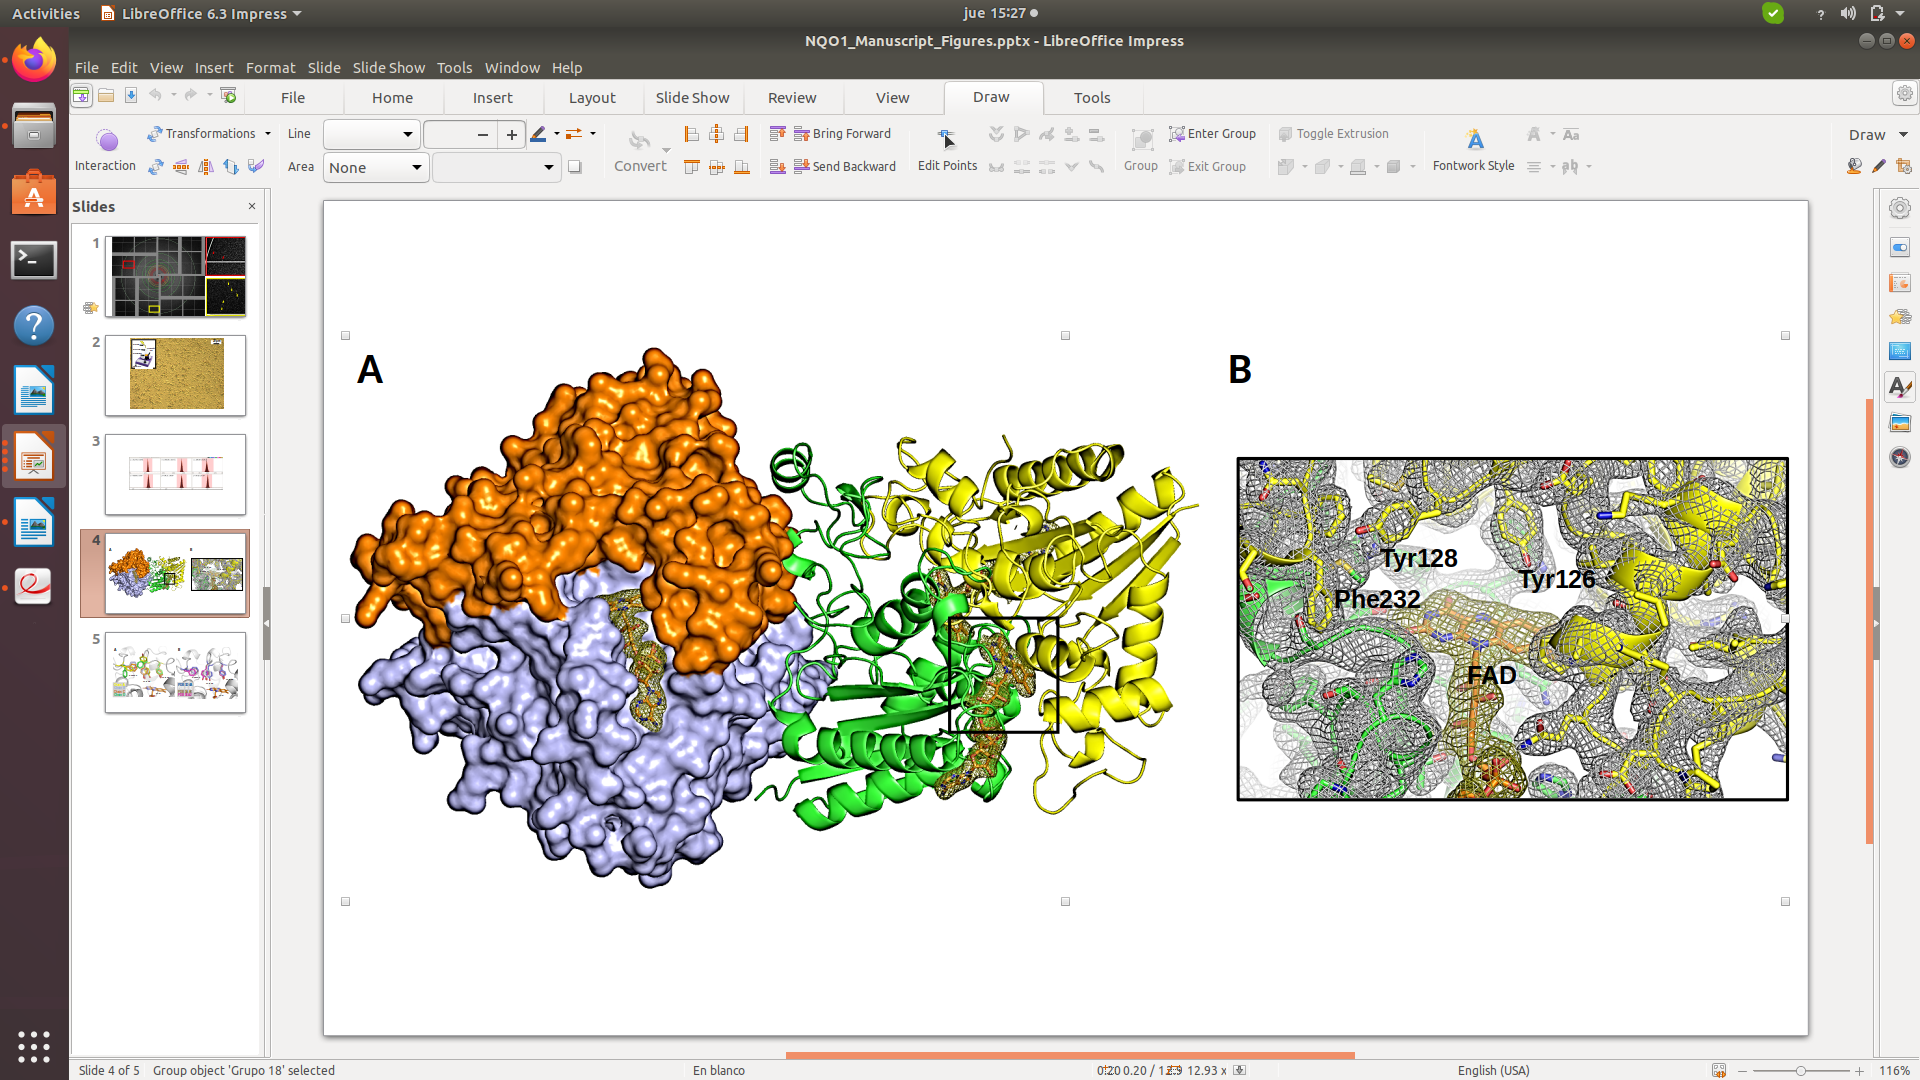 Activities LibreOffice 6.3 Impress jue 15:27
NQO1_Manuscript_Figures.pptx - LibreOffice Impress
File Edit View Insert Format Slide Slide Show Tools Window Help
File Home Insert Layout Slide Show Review View Draw Tools
Transformations Line Bring Forward Enter Group Toggle Extrusion Draw
Interaction Area None Convert Send Backward Edit Points Group Exit Group Fontwork Style
Slides
1
2
3
4
5
A B
Tyr128
Tyr126
Phe232
FAD
Slide 4 of 5 Group object 'Grupo 18' selected En blanco English (USA) 116%